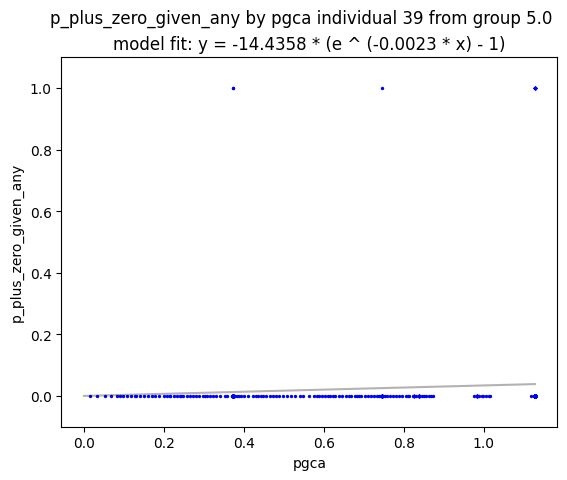 p_plus_zero_given_any by pgca individual 39 from group 5.0
model fit: y = -14.4358 * (e ^ (-0.0023 * x) - 1)
1.0
0.8
0.6
0.4
0.2
0.0
p_plus_zero_given_any
0.0 0.2 0.4 0.6 0.8 1.0
pgca